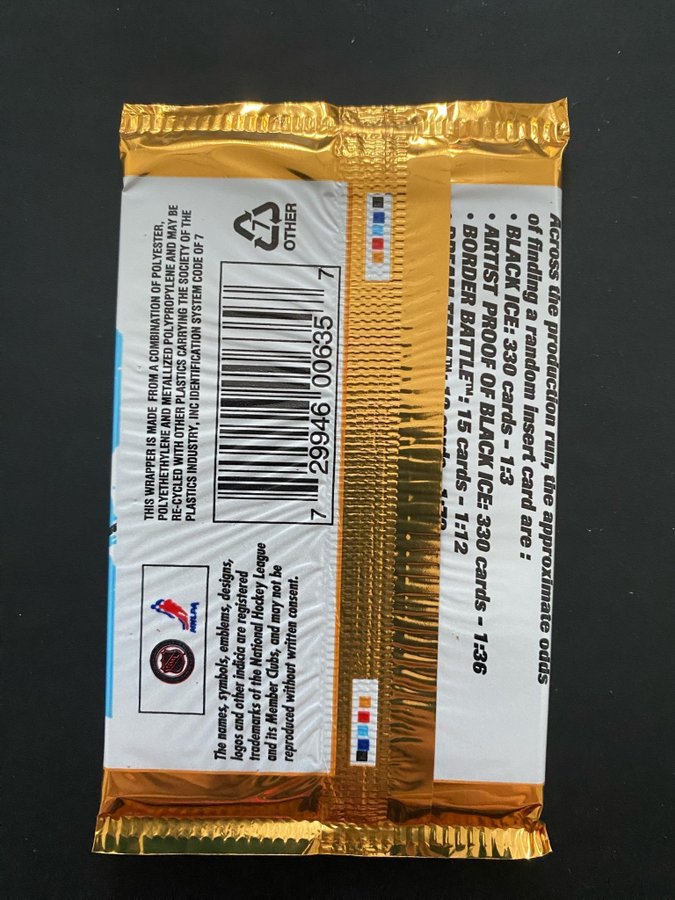 Across the production run, the approximate odds
of finding a random insert card are :
• BLACK ICE: 330 cards - 1:3
• ARTIST PROOF OF BLACK ICE: 330 cards - 1:36
• BORDER BATTLE™: 15 cards - 1:12
THIS WRAPPER IS MADE FROM A COMBINATION OF POLYESTER,
POLYETHETHYLENE AND METALLIZED POLYPROPYLENE AND MAY BE
RE-CYCLED WITH OTHER PLASTICS CARRYING THE SOCIETY OF THE
PLASTICS INDUSTRY, INC IDENTIFICATION SYSTEM CODE OF 7
7
OTHER
7 29946 00635 7
NHLPA
The names, symbols, emblems, designs,
logos and other indicia are registered
trademarks of the National Hockey League
and its Member Clubs, and may not be
reproduced without written consent.